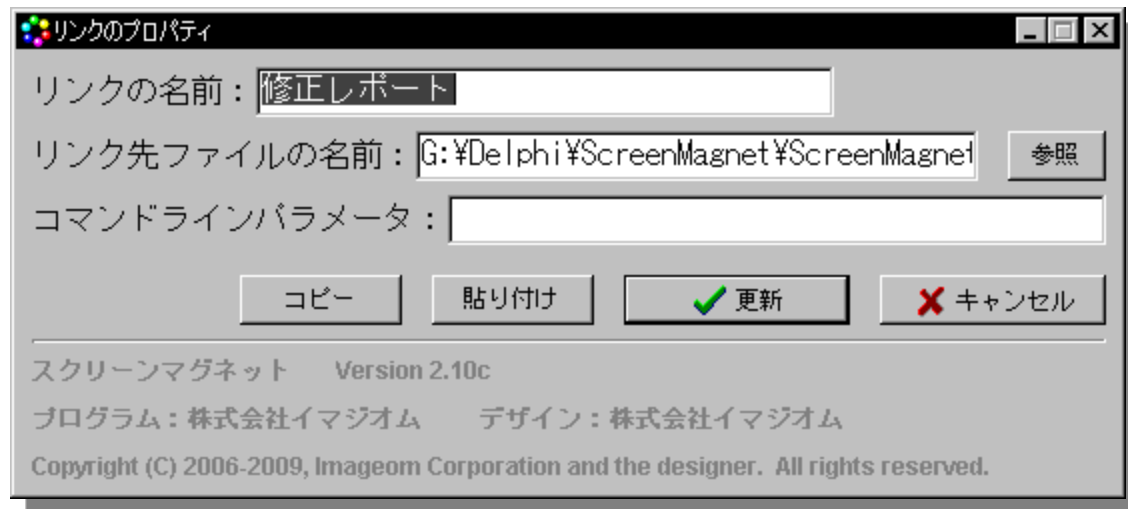 リンクのプロパティ
リンクの名前：修正レポート
リンク先ファイルの名前：G:¥Delphi¥ScreenMagnet¥ScreenMagnet 参照
コマンドラインパラメータ：
コピー 貼り付け 更新 キャンセル
スクリーンマグネット Version 2.10c
プログラム：株式会社イマジオム デザイン：株式会社イマジオム
Copyright (C) 2006-2009, Imageom Corporation and the designer. All rights reserved.